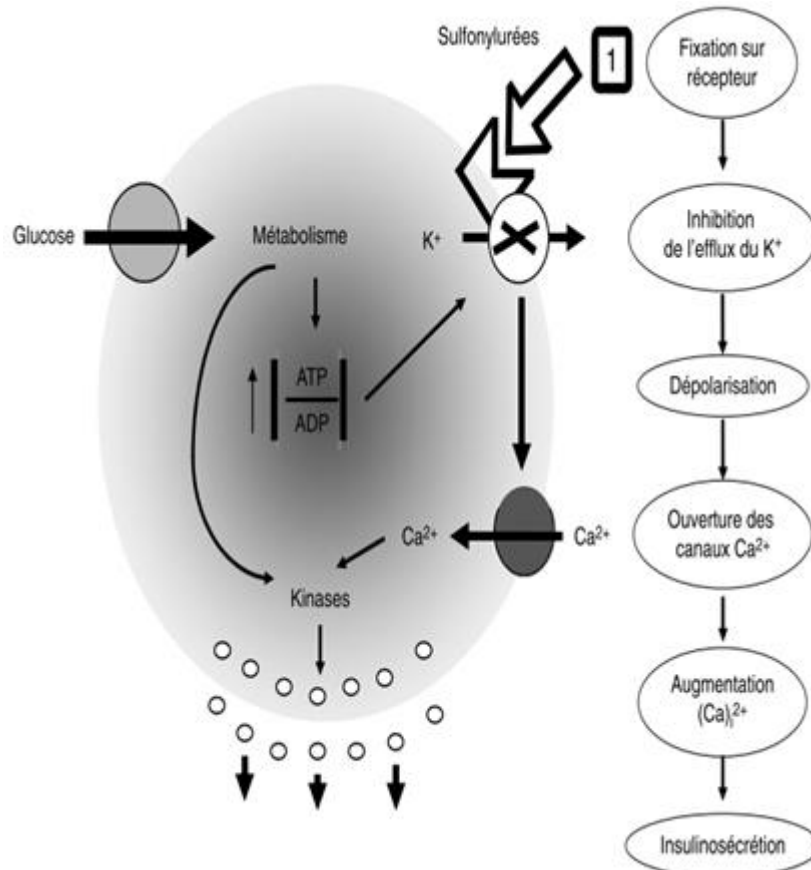 Sulfonylurées
1
Fixation sur
récepteur
Glucose
Métabolisme
K⁺
Inhibition
de l'efflux du K⁺
ATP
ADP
Dépolarisation
Ca²⁺
Ca²⁺
Ouverture des
canaux Ca²⁺
Kinases
Augmentation
(Ca)ᵢ²⁺
Insulinosécrétion